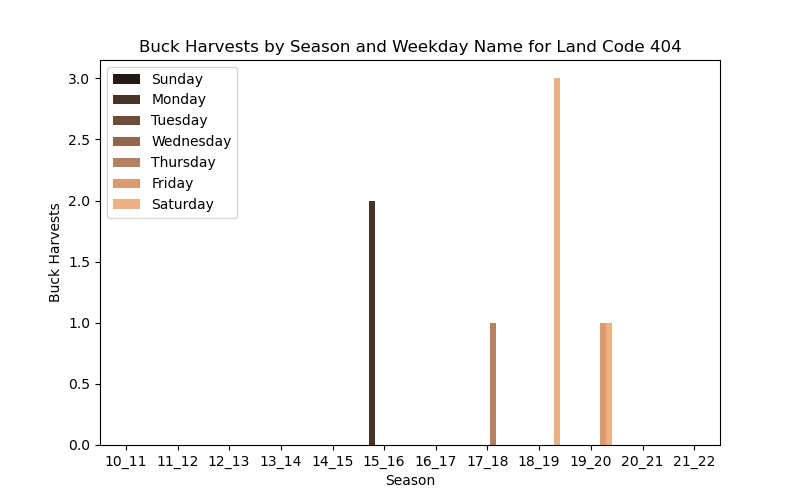 Buck Harvests by Season and Weekday Name for Land Code 404
3.0
2.5
2.0
1.5
1.0
0.5
0.0
Buck Harvests
Sunday
Monday
Tuesday
Wednesday
Thursday
Friday
Saturday
10_11 11_12 12_13 13_14 14_15 15_16 16_17 17_18 18_19 19_20 20_21 21_22
Season